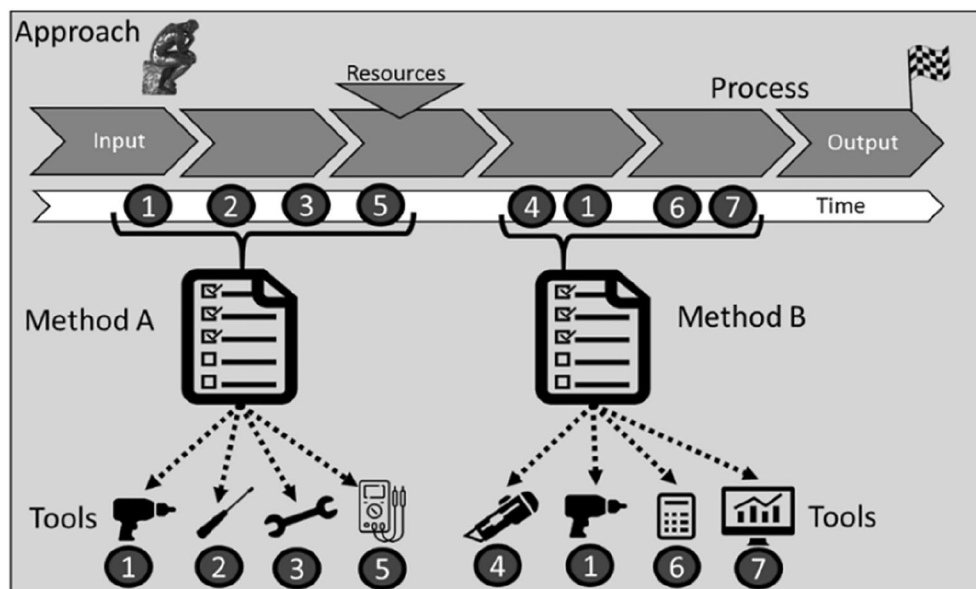 Approach
Resources
Process
Input
Output
1 2 3 5 4 1 6 7 Time
Method A
Method B
Tools
Tools
1 2 3 5 4 1 6 7